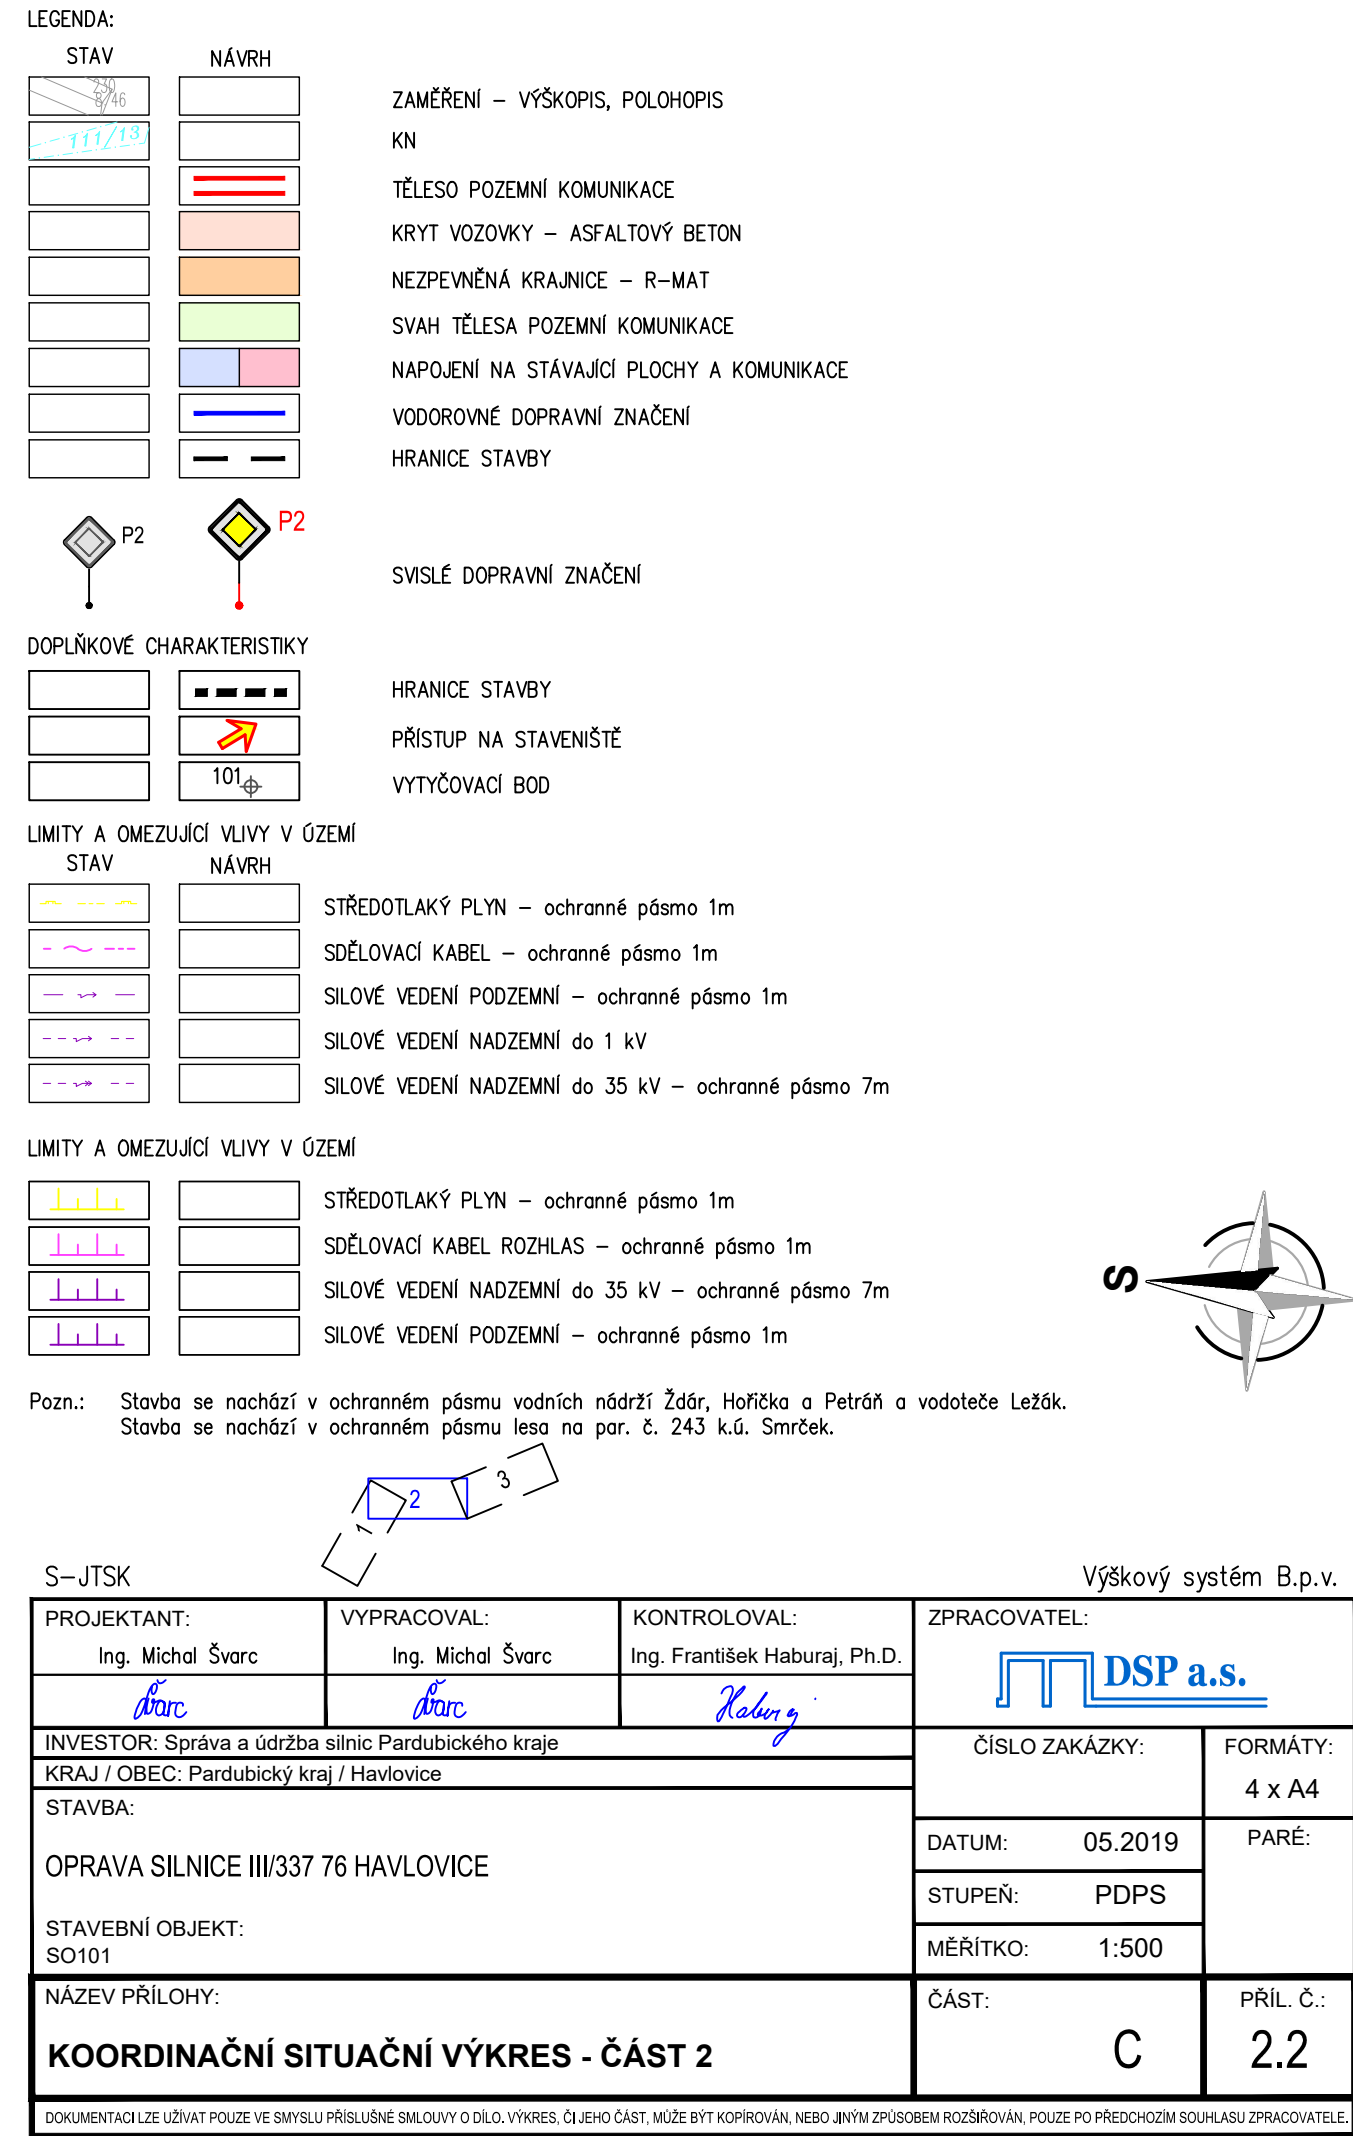 LEGENDA:
STAV NÁVRH
230
8/46
ZAMĚŘENÍ – VÝŠKOPIS, POLOHOPIS
111/13
KN
TĚLESO POZEMNÍ KOMUNIKACE
KRYT VOZOVKY – ASFALTOVÝ BETON
NEZPEVNĚNÁ KRAJNICE – R–MAT
SVAH TĚLESA POZEMNÍ KOMUNIKACE
NAPOJENÍ NA STÁVAJÍCÍ PLOCHY A KOMUNIKACE
VODOROVNÉ DOPRAVNÍ ZNAČENÍ
HRANICE STAVBY
P2 P2
SVISLÉ DOPRAVNÍ ZNAČENÍ
DOPLŇKOVÉ CHARAKTERISTIKY
HRANICE STAVBY
PŘÍSTUP NA STAVENIŠTĚ
101
VYTYČOVACÍ BOD
LIMITY A OMEZUJÍCÍ VLIVY V ÚZEMÍ
STAV NÁVRH
STŘEDOTLAKÝ PLYN – ochranné pásmo 1m
SDĚLOVACÍ KABEL – ochranné pásmo 1m
SILOVÉ VEDENÍ PODZEMNÍ – ochranné pásmo 1m
SILOVÉ VEDENÍ NADZEMNÍ do 1 kV
SILOVÉ VEDENÍ NADZEMNÍ do 35 kV – ochranné pásmo 7m
LIMITY A OMEZUJÍCÍ VLIVY V ÚZEMÍ
STŘEDOTLAKÝ PLYN – ochranné pásmo 1m
SDĚLOVACÍ KABEL ROZHLAS – ochranné pásmo 1m
SILOVÉ VEDENÍ NADZEMNÍ do 35 kV – ochranné pásmo 7m
SILOVÉ VEDENÍ PODZEMNÍ – ochranné pásmo 1m
S
Pozn.: Stavba se nachází v ochranném pásmu vodních nádrží Ždár, Hořička a Petráň a vodoteče Ležák.
Stavba se nachází v ochranném pásmu lesa na par. č. 243 k.ú. Smrček.
1 2 3
S–JTSK Výškový systém B.p.v.
PROJEKTANT: VYPRACOVAL: KONTROLOVAL: ZPRACOVATEL:
Ing. Michal Švarc Ing. Michal Švarc Ing. František Haburaj, Ph.D.
DSP a.s.
Švarc Švarc Haburaj
INVESTOR: Správa a údržba silnic Pardubického kraje
KRAJ / OBEC: Pardubický kraj / Havlovice
ČÍSLO ZAKÁZKY: FORMÁTY:
4 x A4
STAVBA:
OPRAVA SILNICE III/337 76 HAVLOVICE
DATUM: 05.2019 PARÉ:
STUPEŇ: PDPS
STAVEBNÍ OBJEKT:
SO101
MĚŘÍTKO: 1:500
NÁZEV PŘÍLOHY: ČÁST: PŘÍL. Č.:
KOORDINAČNÍ SITUAČNÍ VÝKRES - ČÁST 2 C 2.2
DOKUMENTACI LZE UŽÍVAT POUZE VE SMYSLU PŘÍSLUŠNÉ SMLOUVY O DÍLO. VÝKRES, ČI JEHO ČÁST, MŮŽE BÝT KOPÍROVÁN, NEBO JINÝM ZPŮSOBEM ROZŠIŘOVÁN, POUZE PO PŘEDCHOZÍM SOUHLASU ZPRACOVATELE.